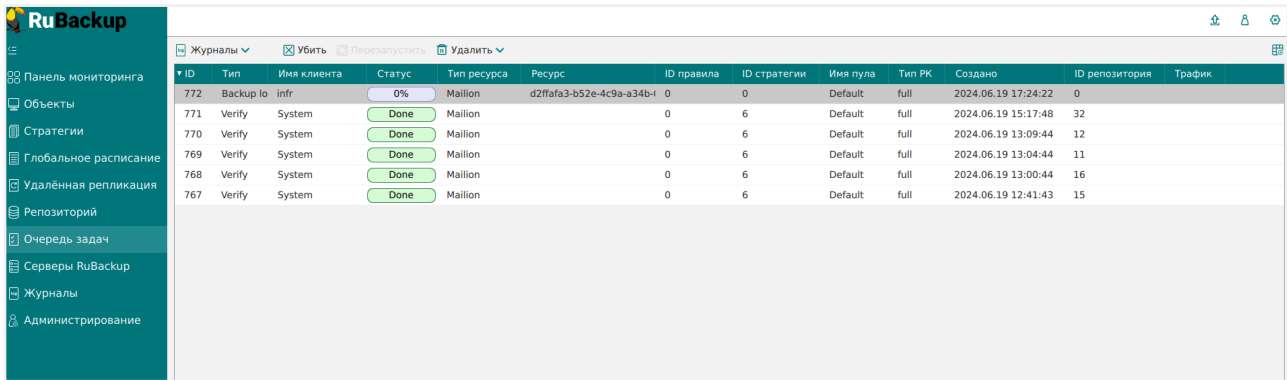 RuBackup
Журналы Убить Перезапустить Удалить
Панель мониторинга
Объекты
Стратегии
Глобальное расписание
Удалённая репликация
Репозиторий
Очередь задач
Серверы RuBackup
Журналы
Администрирование
ID Тип Имя клиента Статус Тип ресурса Ресурс ID правила ID стратегии Имя пула Тип РК Создано ID репозитория Трафик
772 Backup lo infr 0% Mailion d2ffafa3-b52e-4c9a-a34b-( 0 0 Default full 2024.06.19 17:24:22 0
771 Verify System Done Mailion 0 6 Default full 2024.06.19 15:17:48 32
770 Verify System Done Mailion 0 6 Default full 2024.06.19 13:09:44 12
769 Verify System Done Mailion 0 6 Default full 2024.06.19 13:04:44 11
768 Verify System Done Mailion 0 6 Default full 2024.06.19 13:00:44 16
767 Verify System Done Mailion 0 6 Default full 2024.06.19 12:41:43 15